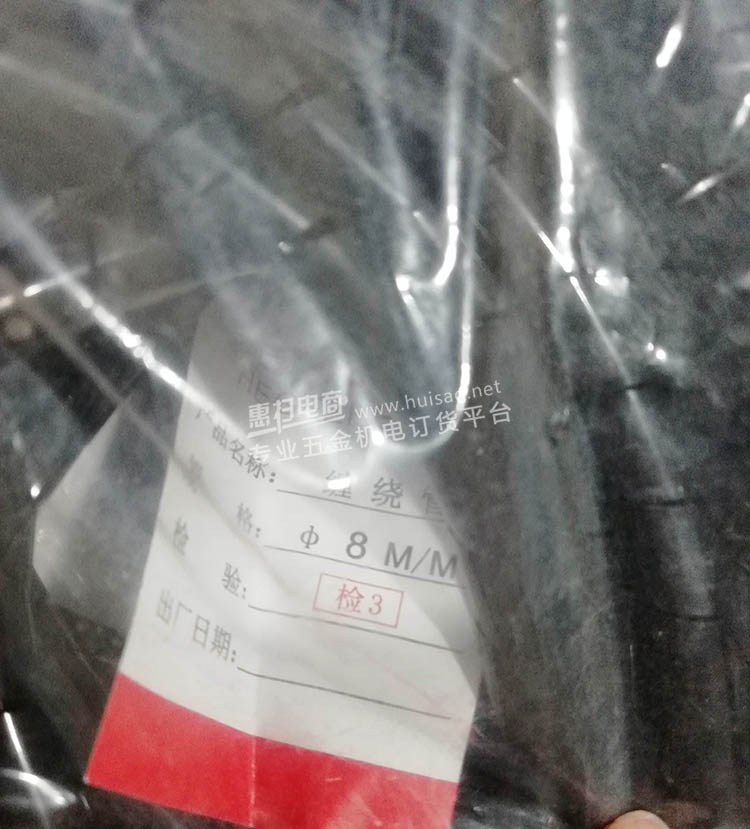 惠扫电商 www.huisao.net
专业五金机电订货平台
产品名称: 缠绕管
规格: Φ 8 M/M
检验: 检3
出厂日期: